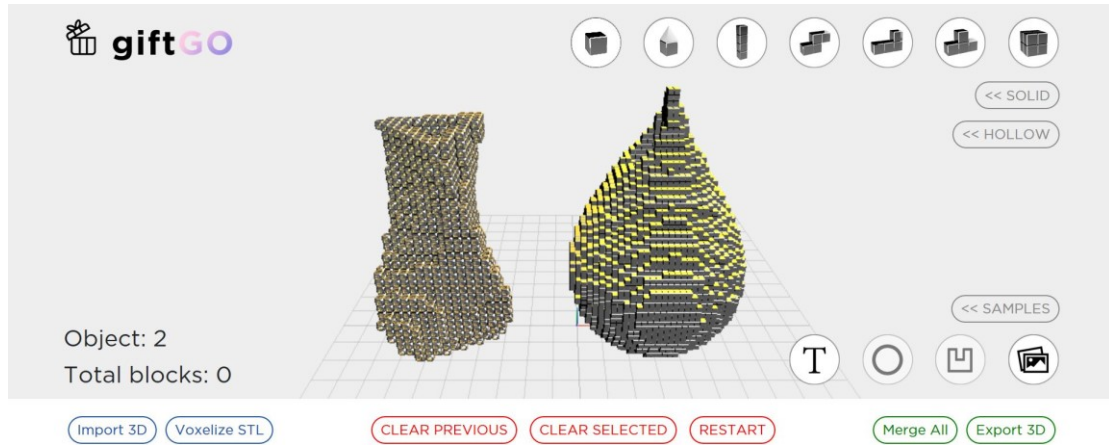 giftGO
<< SOLID
<< HOLLOW
<< SAMPLES
Object: 2
Total blocks: 0
T
Import 3D Voxelize STL CLEAR PREVIOUS CLEAR SELECTED RESTART Merge All Export 3D